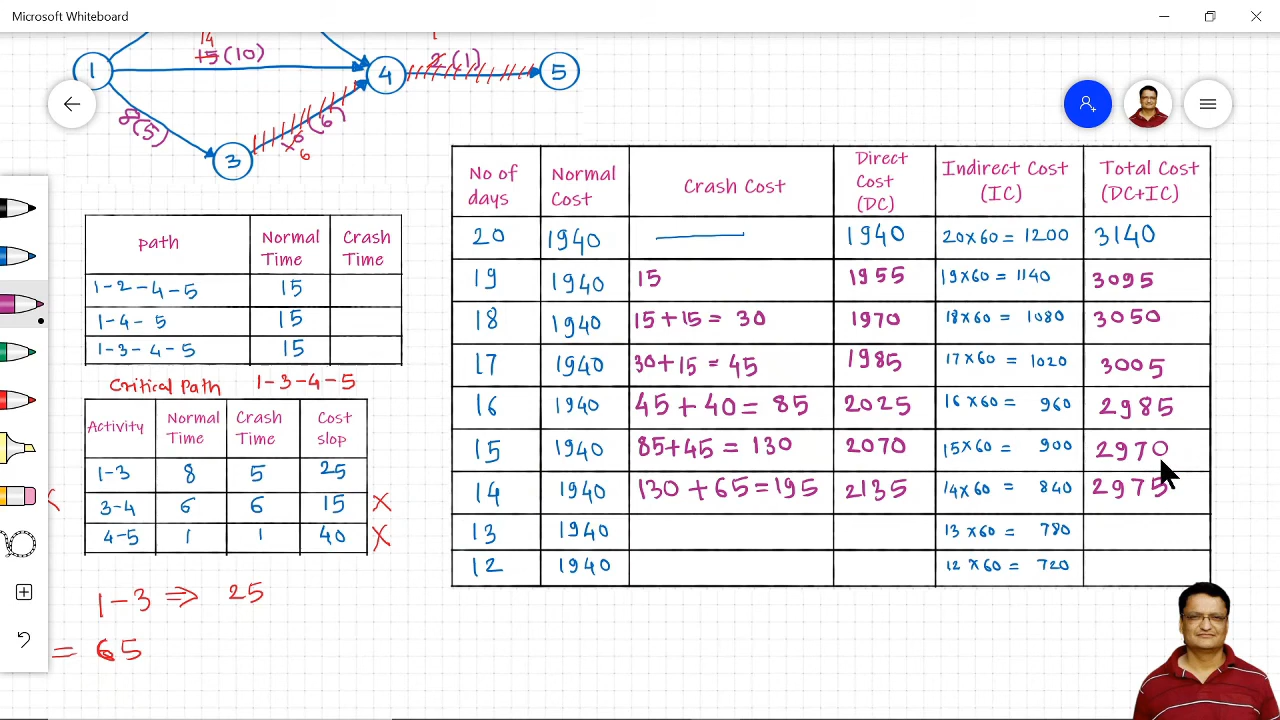 Microsoft Whiteboard
14
15 (10)
2 (1)
1
4
5
8(5)
6 (6)
3
6
No of days
Normal Cost
Crash Cost
Direct Cost (DC)
Indirect Cost (IC)
Total Cost (DC+IC)
20 1940 1940 20x60 = 1200 3140
19 1940 15 1955 19x60 = 1140 3095
18 1940 15+15 = 30 1970 18x60 = 1080 3050
17 1940 30+15 = 45 1985 17x60 = 1020 3005
16 1940 45 + 40 = 85 2025 16x60 = 960 2985
15 1940 85+45 = 130 2070 15x60 = 900 2970
14 1940 130 + 65 = 195 2135 14x60 = 840 2975
13 1940 13 x60 = 780
12 1940 12 x60 = 720
path Normal Time Crash Time
1-2-4-5 15
1-4-5 15
1-3-4-5 15
Critical Path 1-3-4-5
Activity Normal Time Crash Time Cost slop
1-3 8 5 25
3-4 6 6 15 X
4-5 1 1 40 X
1-3 ⇒ 25
= 65